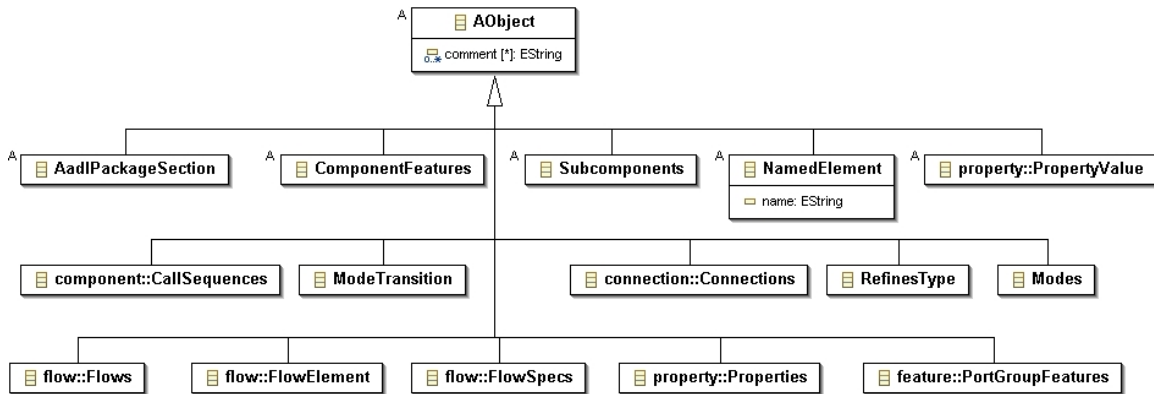 A
AObject
0..*
comment [*]: EString
A AadlPackageSection
A ComponentFeatures
A Subcomponents
A NamedElement
A property::PropertyValue
name: EString
component::CallSequences
ModeTransition
connection::Connections
RefinesType
Modes
flow::Flows
flow::FlowElement
flow::FlowSpecs
property::Properties
feature::PortGroupFeatures